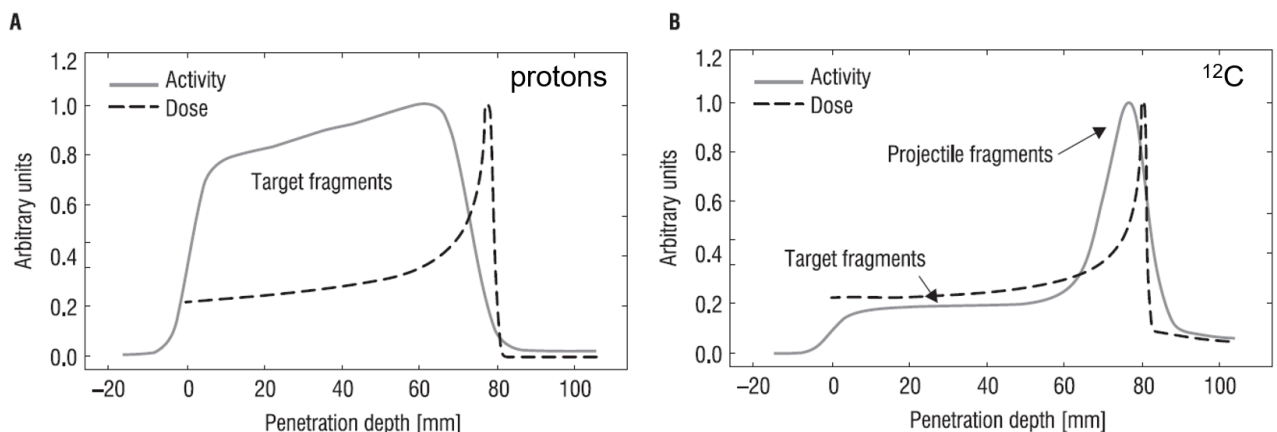 A
protons
Activity
Dose
Target fragments
Arbitrary units
1.2
1.0
0.8
0.6
0.4
0.2
0.0
−20
0
20
40
60
80
100
Penetration depth [mm]
B
¹²C
Activity
Dose
Projectile fragments
Target fragments
Arbitrary units
1.2
1.0
0.8
0.6
0.4
0.2
0.0
−20
0
20
40
60
80
100
Penetration depth [mm]